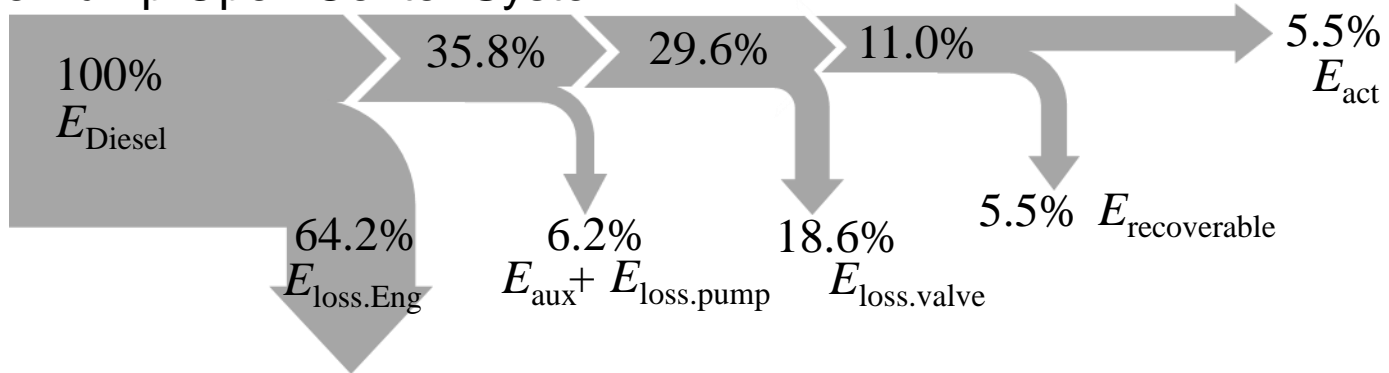 35.8%
29.6%
11.0%
5.5%
E_act
100%
E_Diesel
64.2%
E_loss.Eng
6.2%
E_aux + E_loss.pump
18.6%
E_loss.valve
5.5% E_recoverable